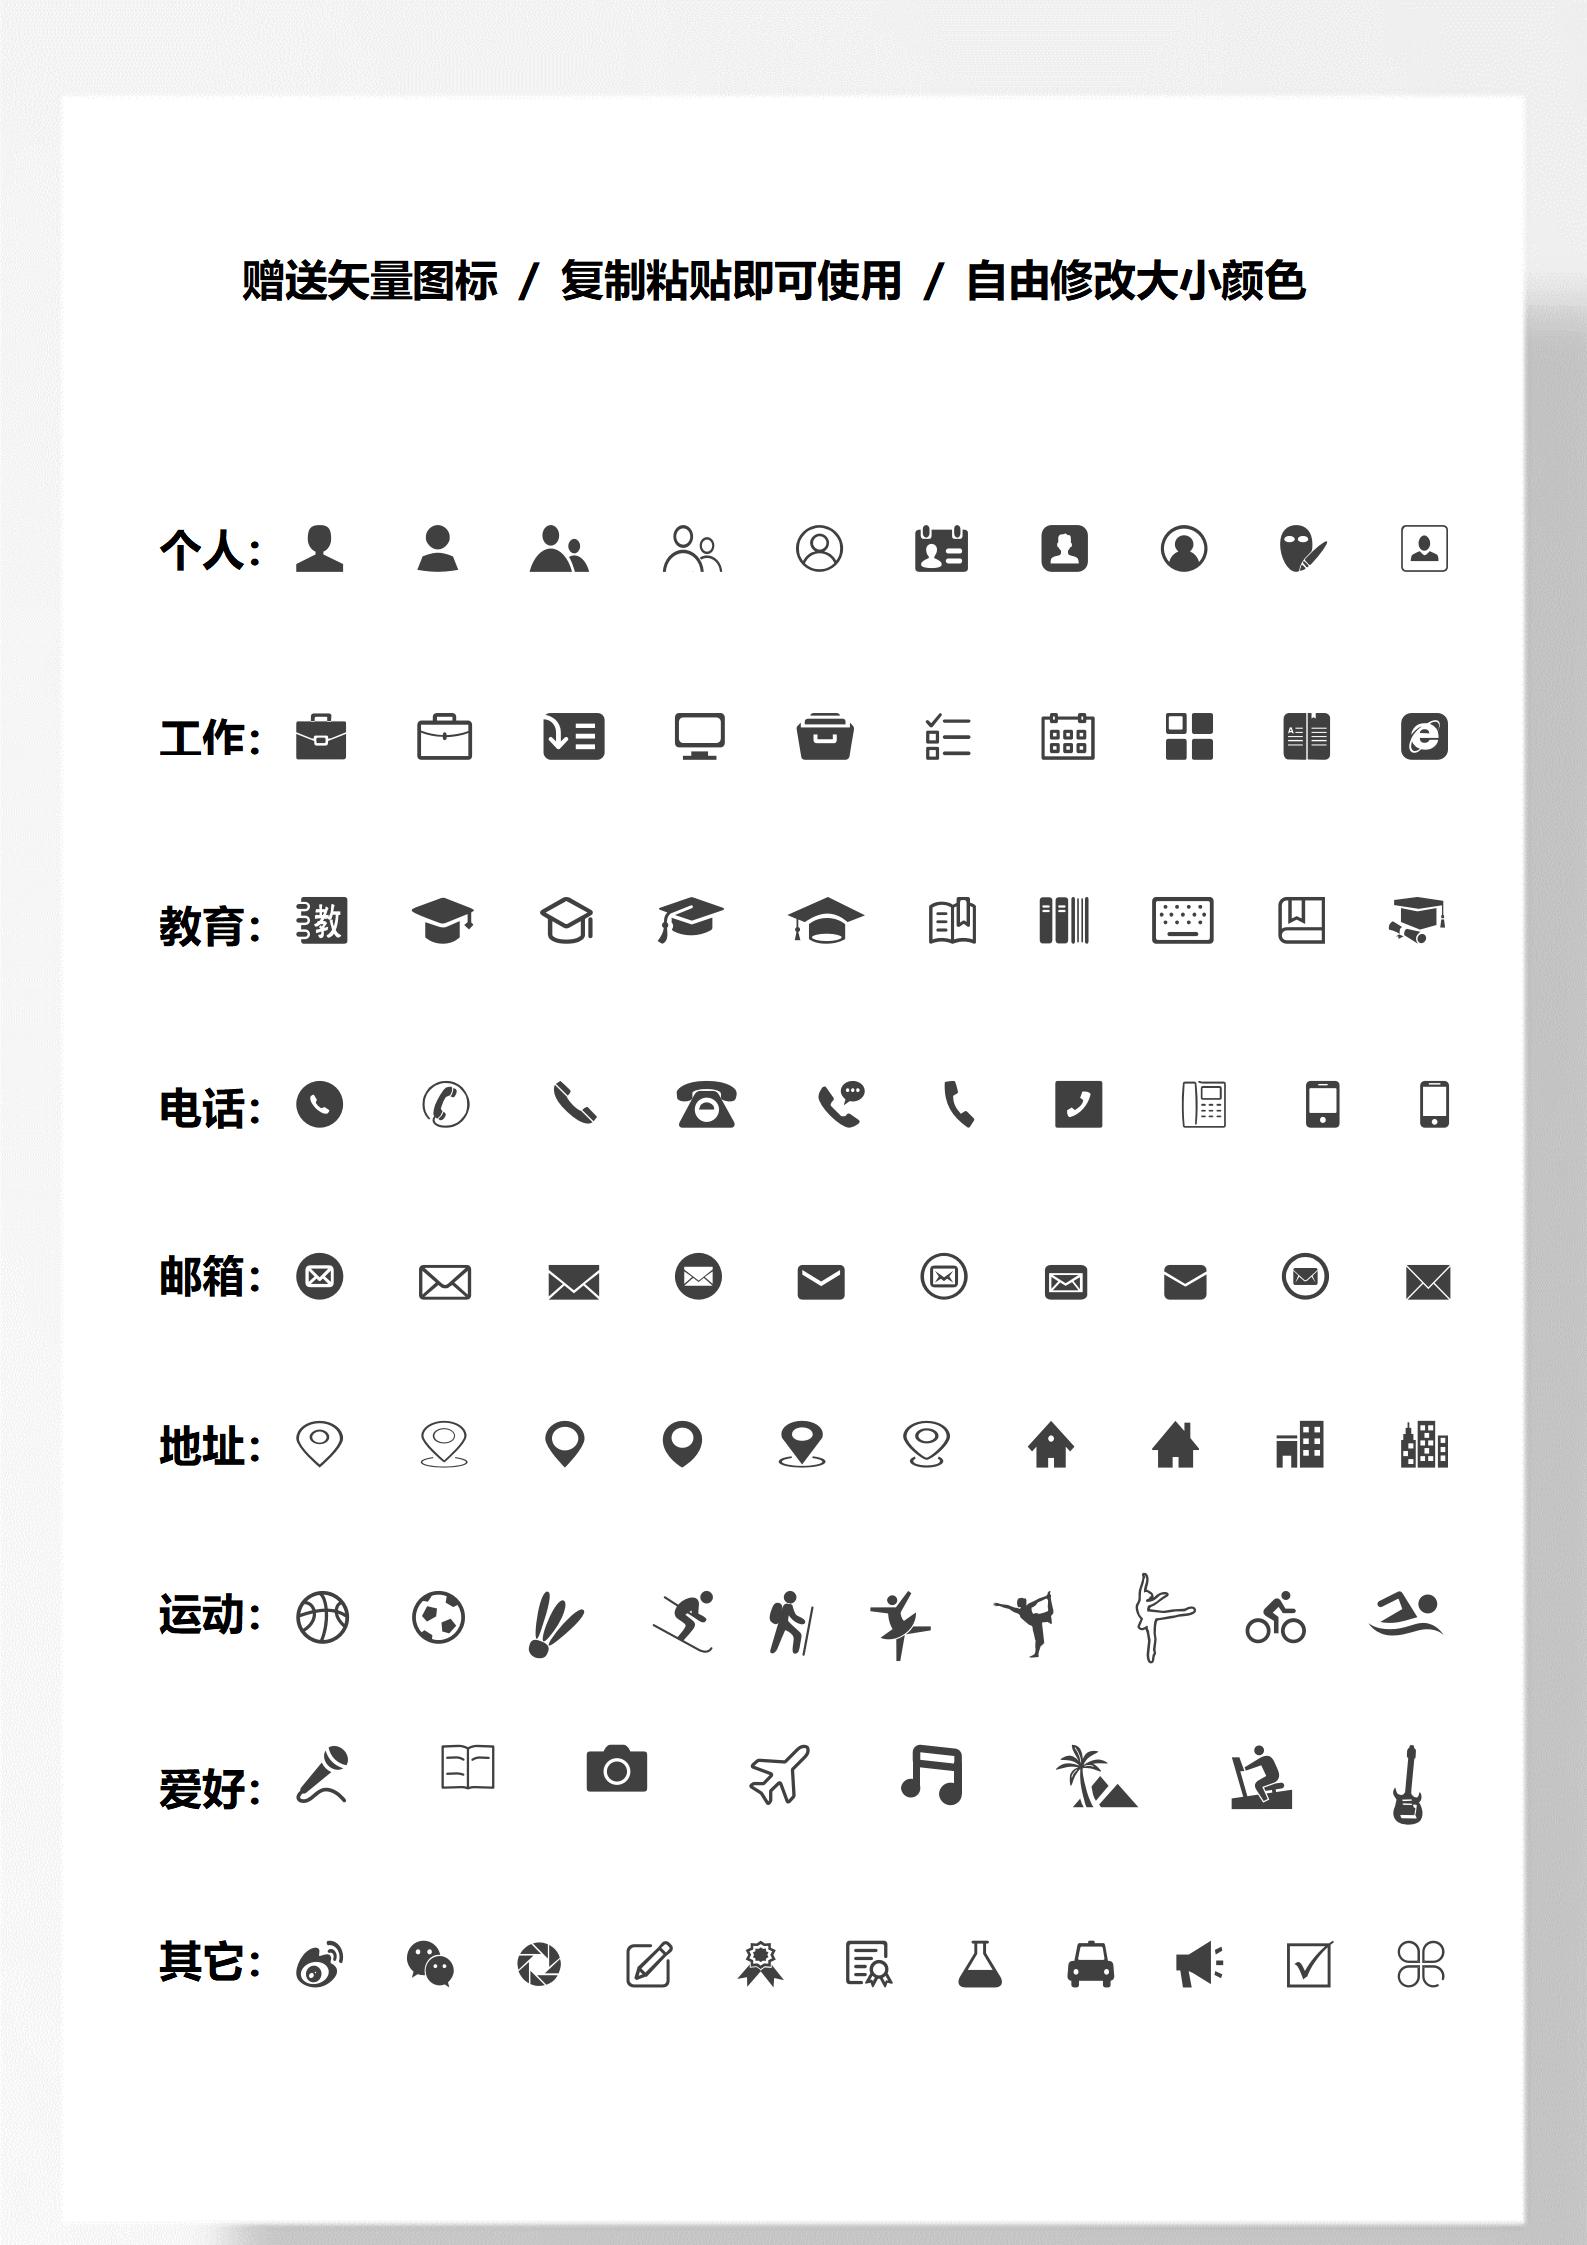 赠送矢量图标 / 复制粘贴即可使用 / 自由修改大小颜色
个人：
工作：
教育： 教
电话：
邮箱：
地址：
运动：
爱好：
其它：